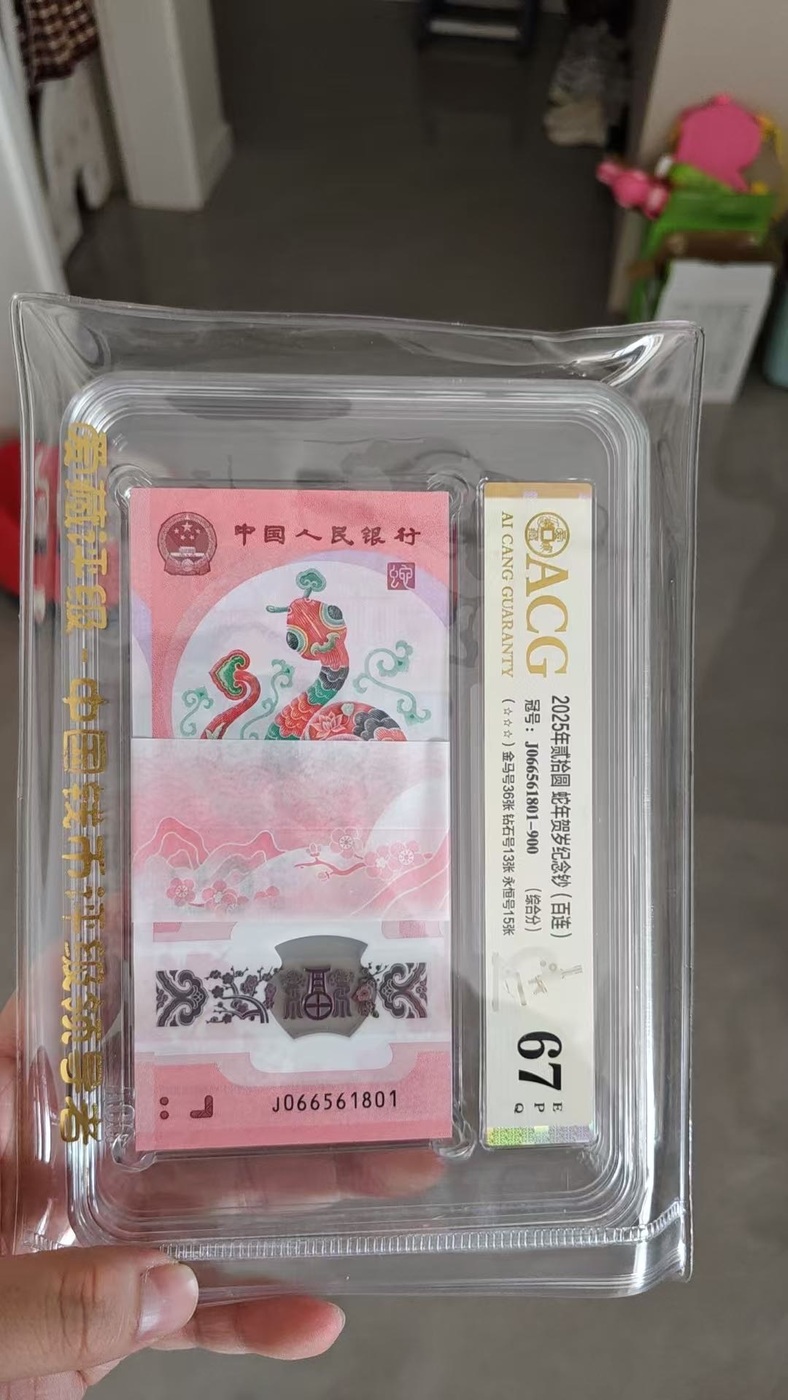 中国人民银行
J066561801
ACG
AI CANG GUARANTY
2025年贰拾圆 蛇年贺岁纪念钞（百连）
冠号：J066561801-900 （综合分）
（☆☆☆）金马号36张 钻石号13张 永恒号15张
67
E
P
Q
爱藏评级·中国钱币评级领导者